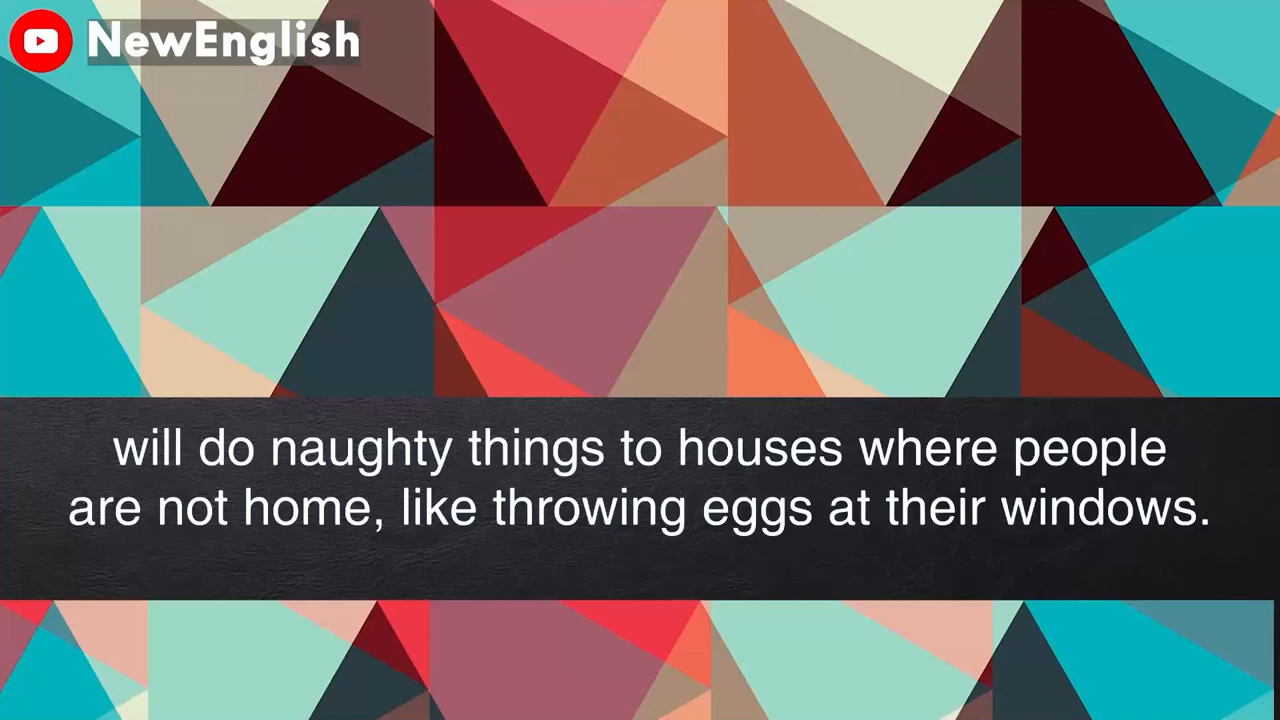 NewEnglish
will do naughty things to houses where people
are not home, like throwing eggs at their windows.